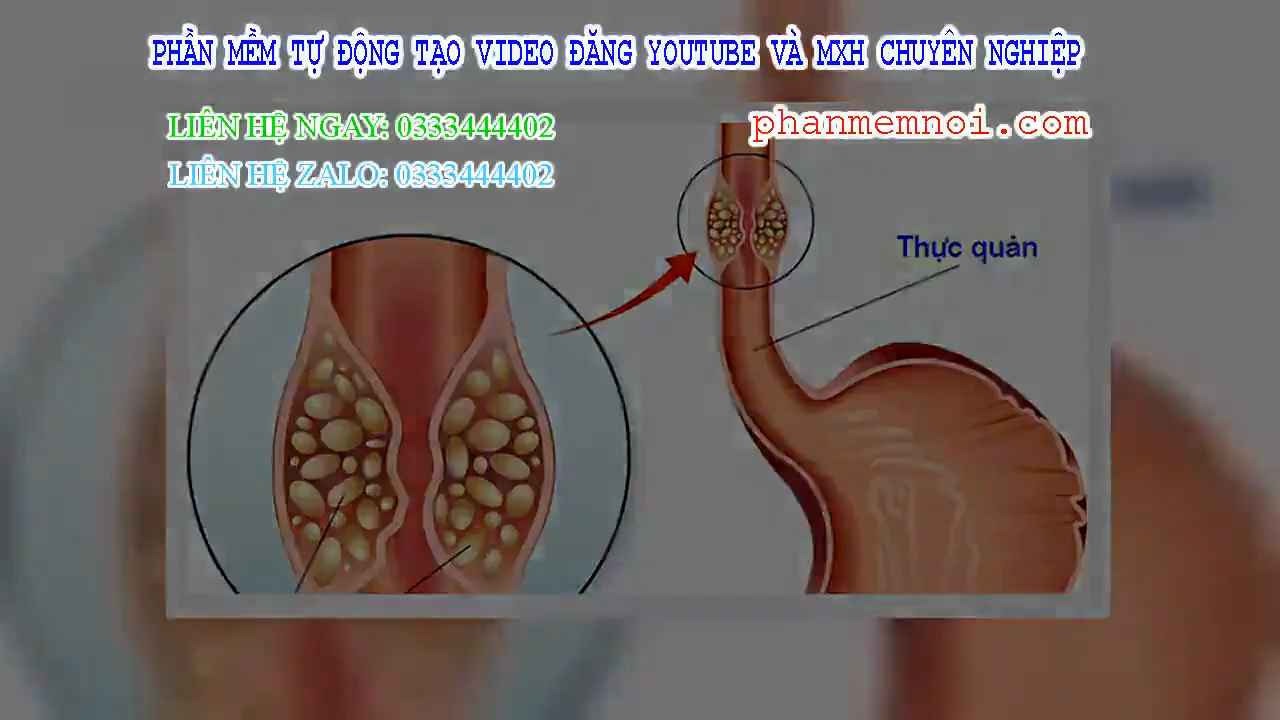 PHẦN MỀM TỰ ĐỘNG TẠO VIDEO ĐĂNG YOUTUBE VÀ MXH CHUYÊN NGHIỆP
LIÊN HỆ NGAY: 0333444402
phanmemnoi.com
LIÊN HỆ ZALO: 0333444402
Thực quản